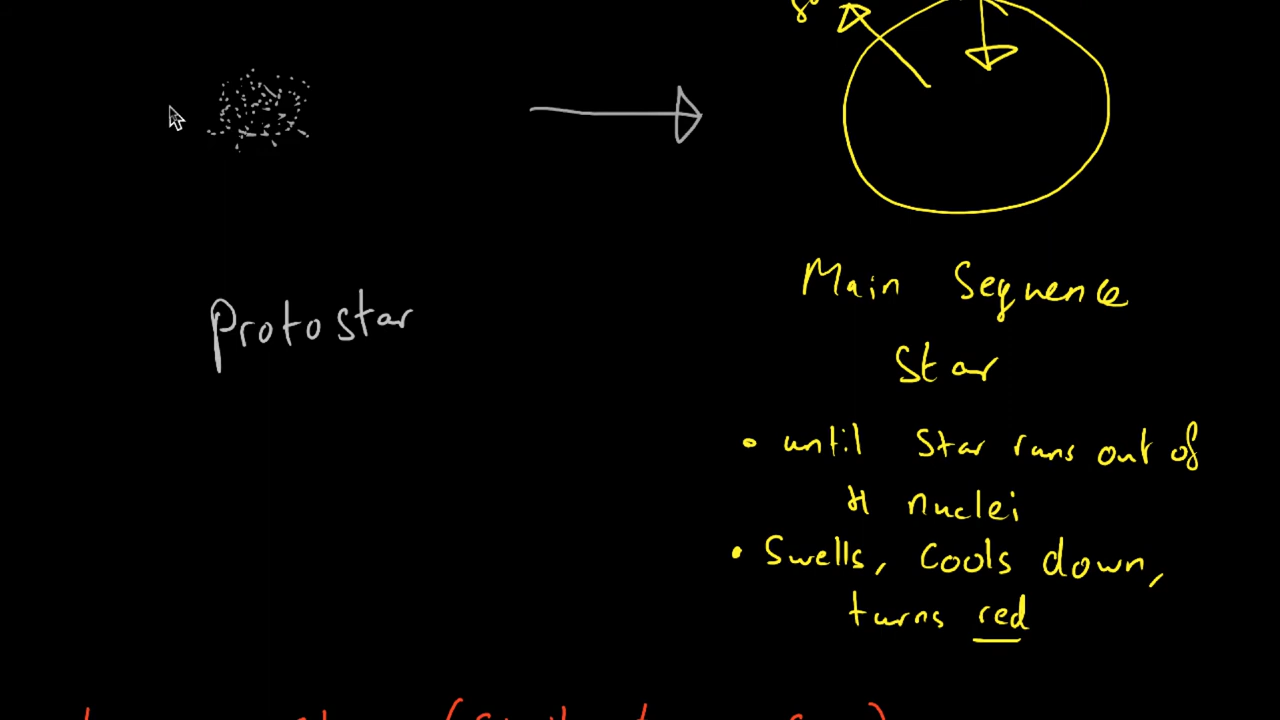 Protostar
Main Sequence
Star
• until Star runs out of
H nuclei
• Swells, Cools down,
turns red